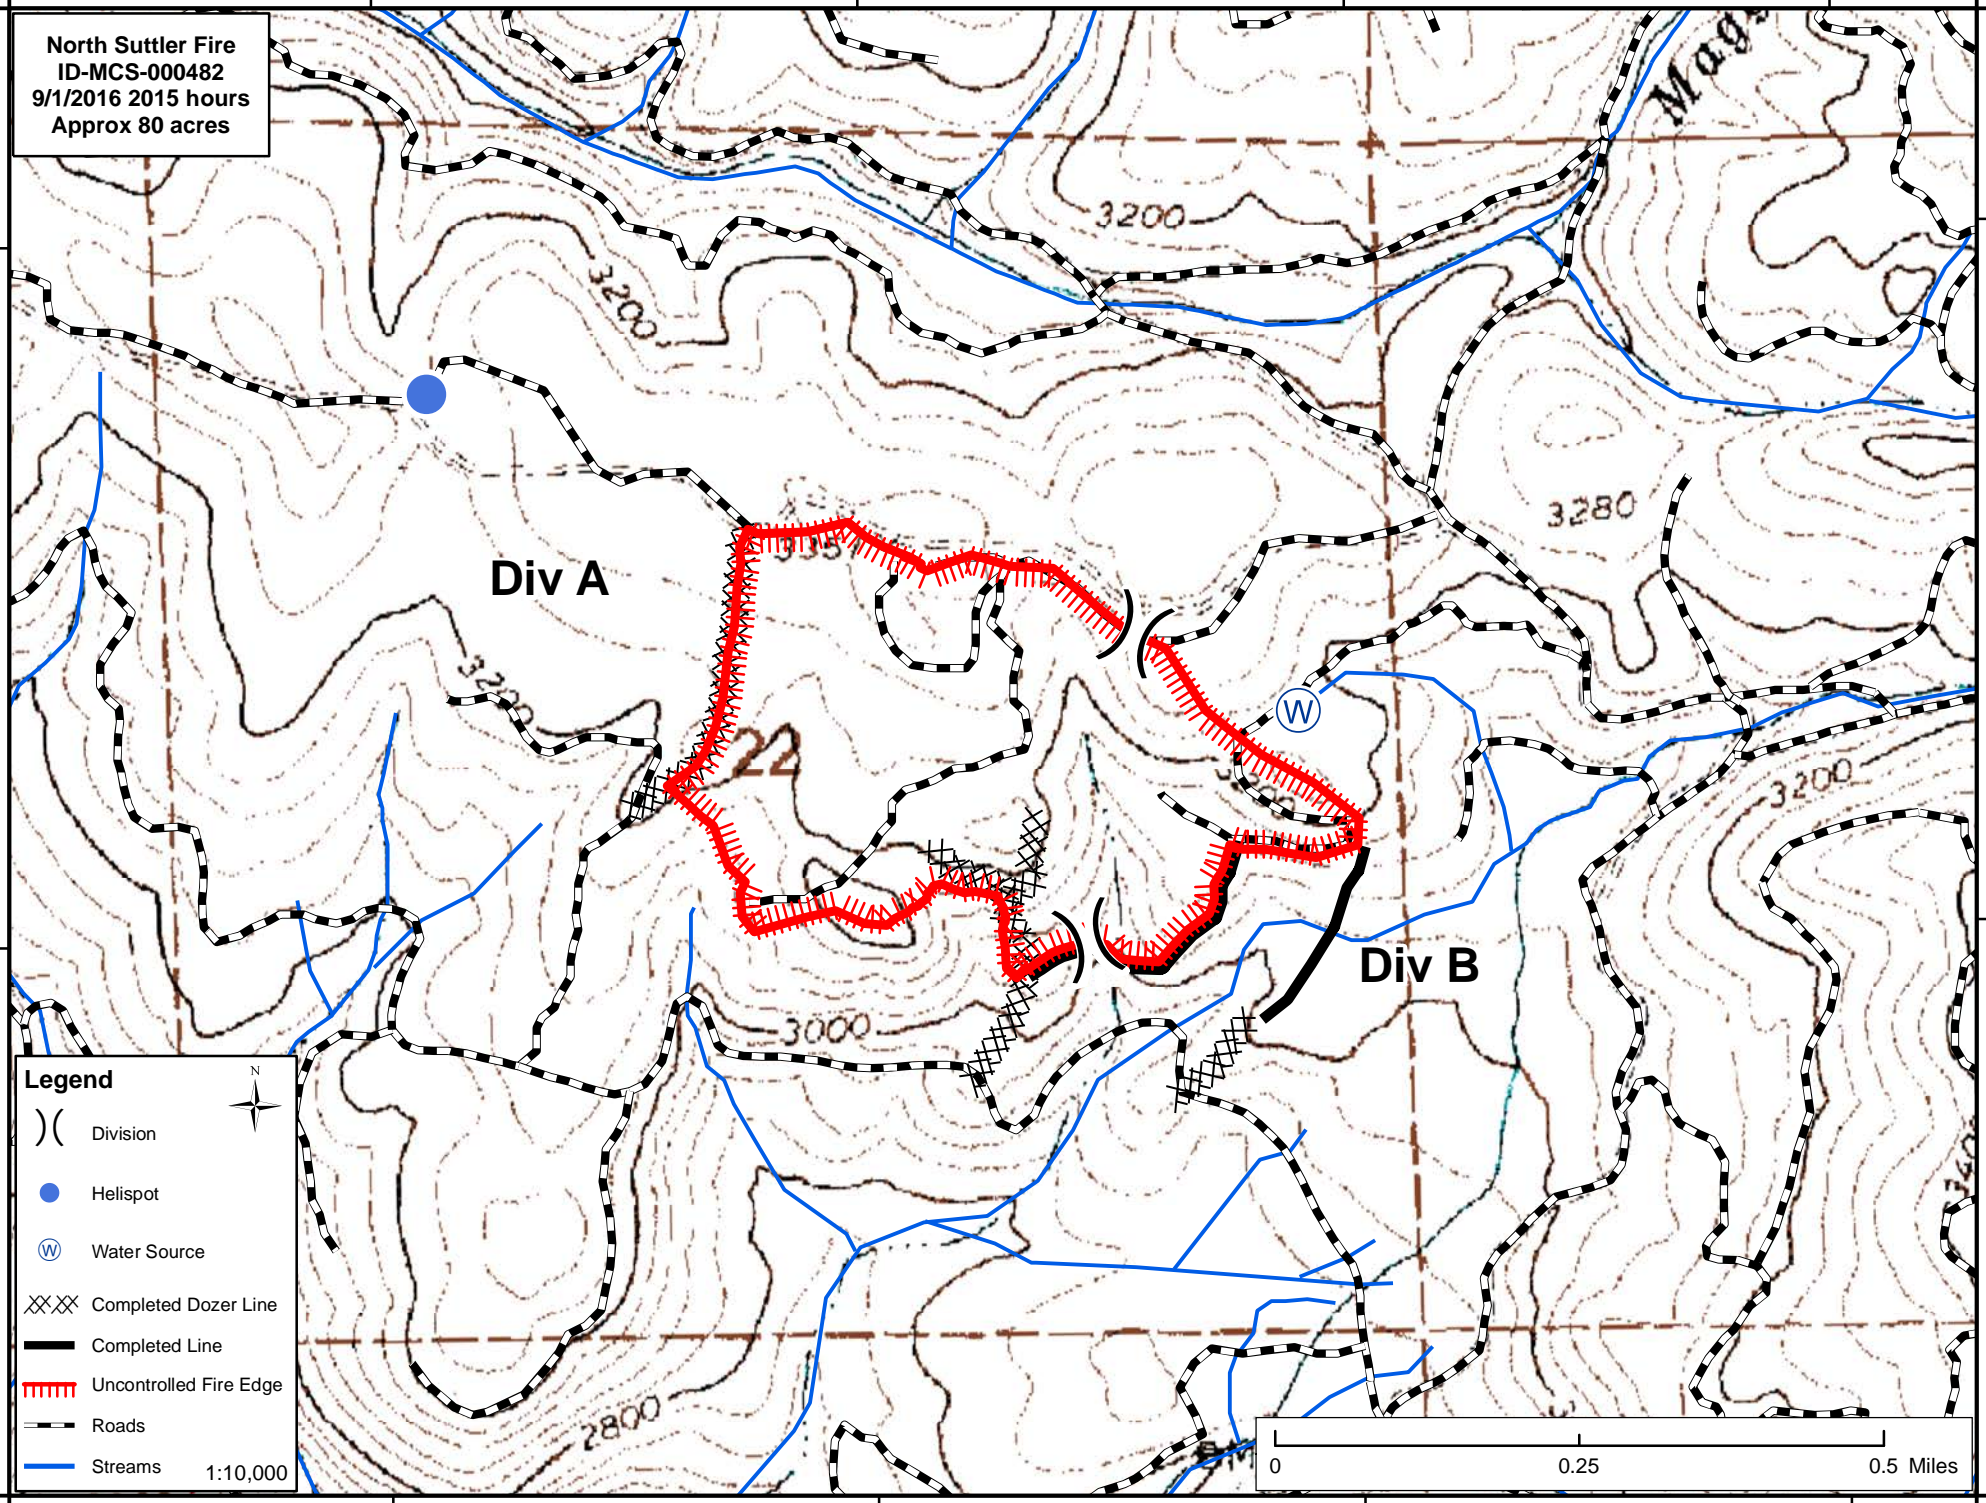 North Suttler Fire
ID-MCS-000482
9/1/2016 2015 hours
Approx 80 acres
3200
3200
3280
Div A
3200
22
3200
Div B
3000
2800
W
Legend
N
Division
Helispot
W Water Source
Completed Dozer Line
Completed Line
Uncontrolled Fire Edge
Roads
Streams 1:10,000
0 0.25 0.5 Miles